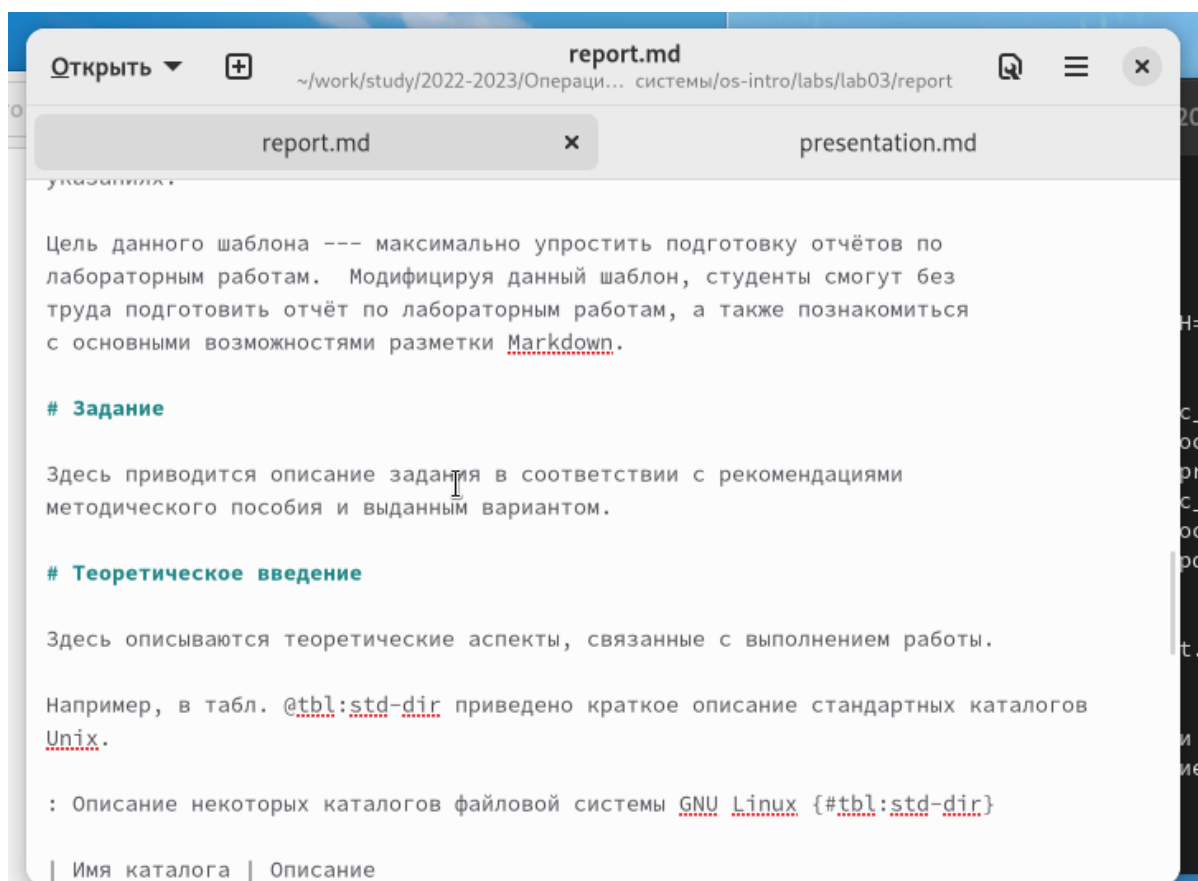 Открыть
report.md
~/work/study/2022-2023/Операци… системы/os-intro/labs/lab03/report
report.md
presentation.md
указаниях.
Цель данного шаблона --- максимально упростить подготовку отчётов по
лабораторным работам.  Модифицируя данный шаблон, студенты смогут без
труда подготовить отчёт по лабораторным работам, а также познакомиться
с основными возможностями разметки Markdown.
# Задание
Здесь приводится описание задания в соответствии с рекомендациями
методического пособия и выданным вариантом.
# Теоретическое введение
Здесь описываются теоретические аспекты, связанные с выполнением работы.
Например, в табл. @tbl:std-dir приведено краткое описание стандартных каталогов
Unix.
: Описание некоторых каталогов файловой системы GNU Linux {#tbl:std-dir}
| Имя каталога | Описание